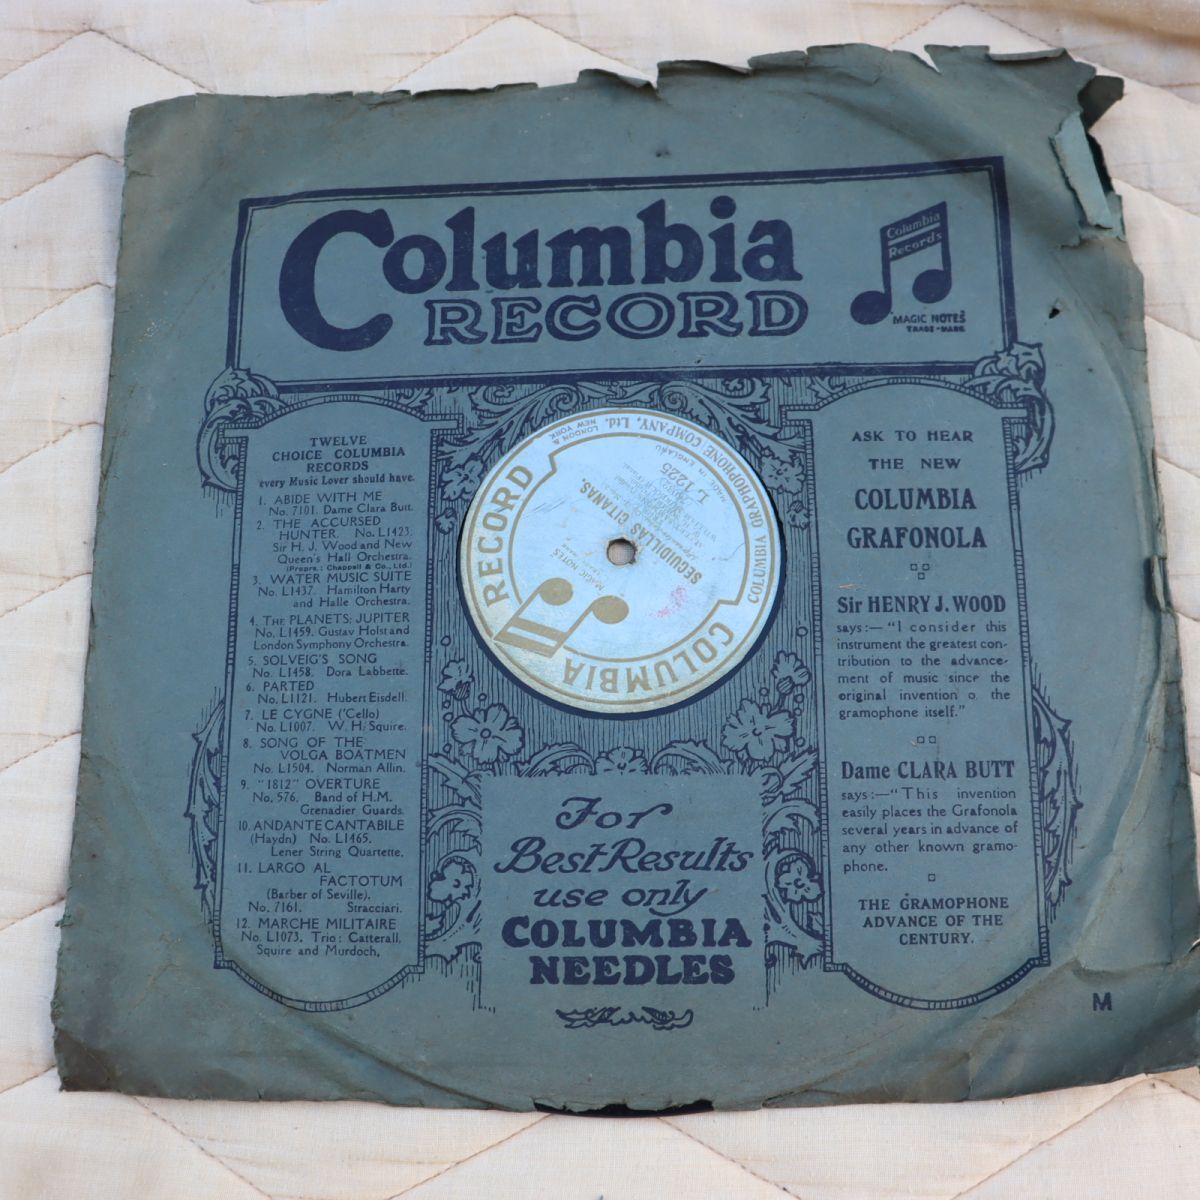 Columbia
RECORD
Columbia
Records
MAGIC NOTES
TRADE-MARK
TWELVE
CHOICE COLUMBIA
RECORDS
every Music Lover should have.
1. ABIDE WITH ME
No. 7101. Dame Clara Butt.
2. THE ACCURSED
HUNTER. No. L1423.
Sir H. J. Wood and New
Queen's Hall Orchestra.
(Propre.: Chappell & Co., Ltd.)
3. WATER MUSIC SUITE
No. L1437. Hamilton Harty
and Halle Orchestra.
4. THE PLANETS: JUPITER
No. L1459. Gustav Holst and
London Symphony Orchestra.
5. SOLVEIG'S SONG
No. L1458. Dora Labbette.
6. PARTED
No. L1121. Hubert Eisdell.
7. LE CYGNE ('Cello)
No. L1007. W. H. Squire.
8. SONG OF THE
VOLGA BOATMEN
No. L1504. Norman Allin.
9. "1812" OVERTURE
No. 576. Band of H.M.
Grenadier Guards.
10. ANDANTE CANTABILE
(Haydn) No. L1465.
Lener String Quartette.
11. LARGO AL
FACTOTUM
(Barber of Seville).
No. 7161. Stracciari.
12. MARCHE MILITAIRE
No. L1073. Trio: Catterall,
Squire and Murdoch.
COLUMBIA RECORD
COLUMBIA GRAPHOPHONE COMPANY, Ltd.
LONDON &
NEW YORK
MADE IN ENGLAND
L 1225
SEGUIDILLAS GITANAS.
MAGIC NOTES
For
Best Results
use only
COLUMBIA
NEEDLES
ASK TO HEAR
THE NEW
COLUMBIA
GRAFONOLA
Sir HENRY J. WOOD
says:— "I consider this
instrument the greatest con-
tribution to the advance-
ment of music since the
original invention o the
gramophone itself."
Dame CLARA BUTT
says:—"This invention
easily places the Grafonola
several years in advance of
any other known gramo-
phone.
THE GRAMOPHONE
ADVANCE OF THE
CENTURY.
M